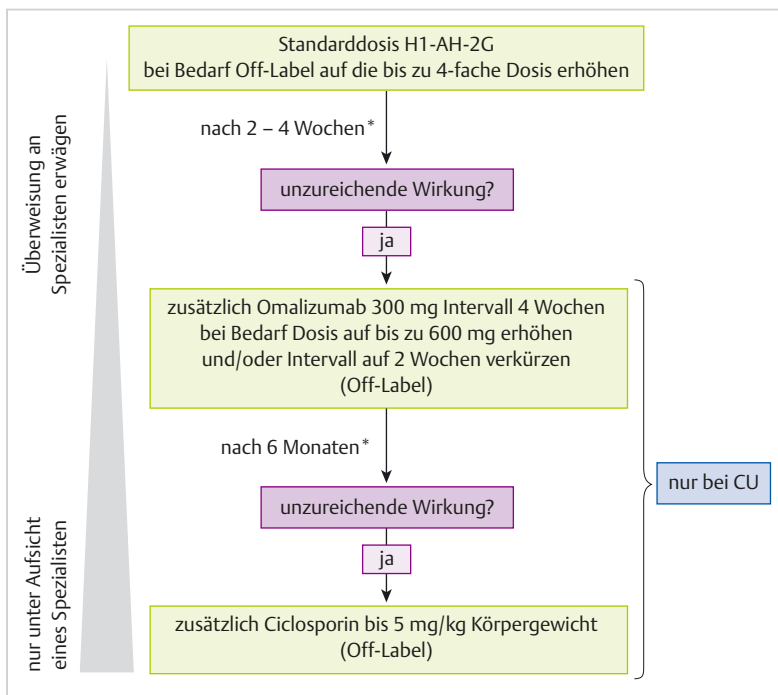 Standarddosis H1-AH-2G
bei Bedarf Off-Label auf die bis zu 4-fache Dosis erhöhen
nach 2 – 4 Wochen*
unzureichende Wirkung?
ja
zusätzlich Omalizumab 300 mg Intervall 4 Wochen
bei Bedarf Dosis auf bis zu 600 mg erhöhen
und/oder Intervall auf 2 Wochen verkürzen
(Off-Label)
nach 6 Monaten*
unzureichende Wirkung?
ja
zusätzlich Ciclosporin bis 5 mg/kg Körpergewicht
(Off-Label)
nur bei CU
Überweisung an
Spezialisten erwägen
nur unter Aufsicht
eines Spezialisten